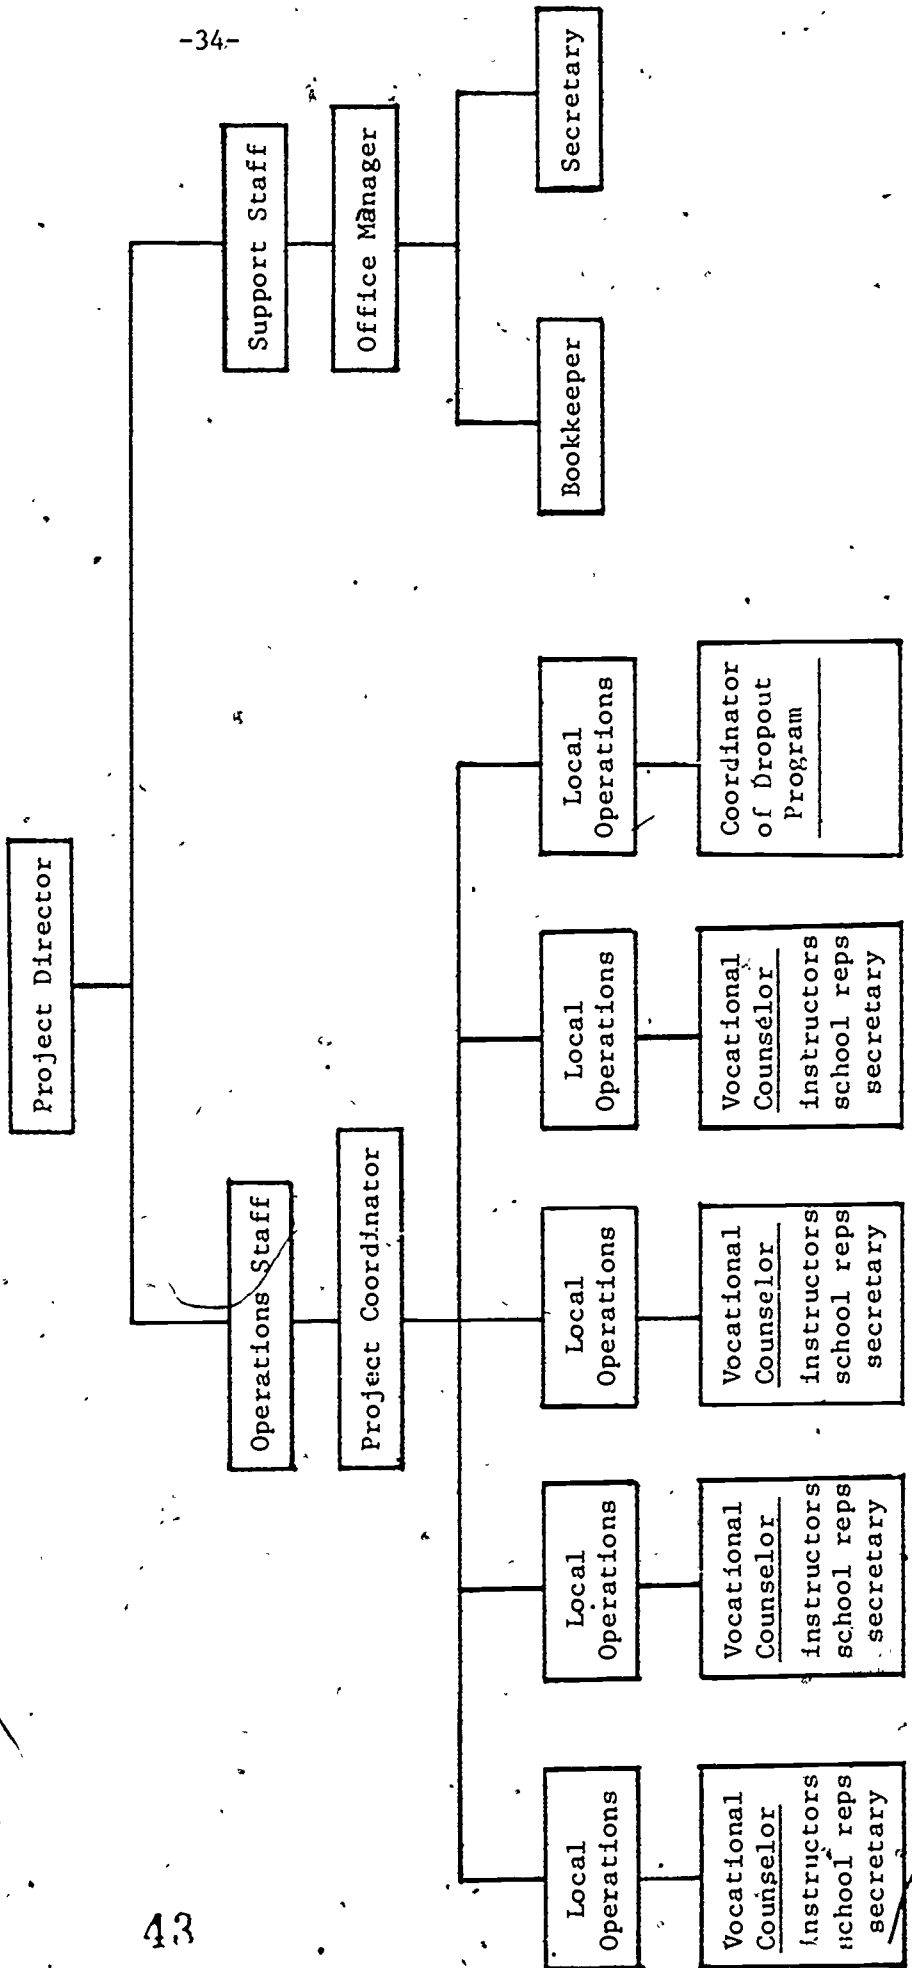 -34-
Project Director
Operations Staff
Support Staff
Project Coordinator
Office Manager
Local
Operations
Local
Operations
Local
Operations
Local
Operations
Local
Operations
Bookkeeper
Secretary
Vocational
Counselor
instructors
school reps
secretary
Vocational
Counselor
instructors
school reps
secretary
Vocational
Counselor
instructors
school reps
secretary
Vocational
Counselor
instructors
school reps
secretary
Coordinator
of Dropout
Program
43